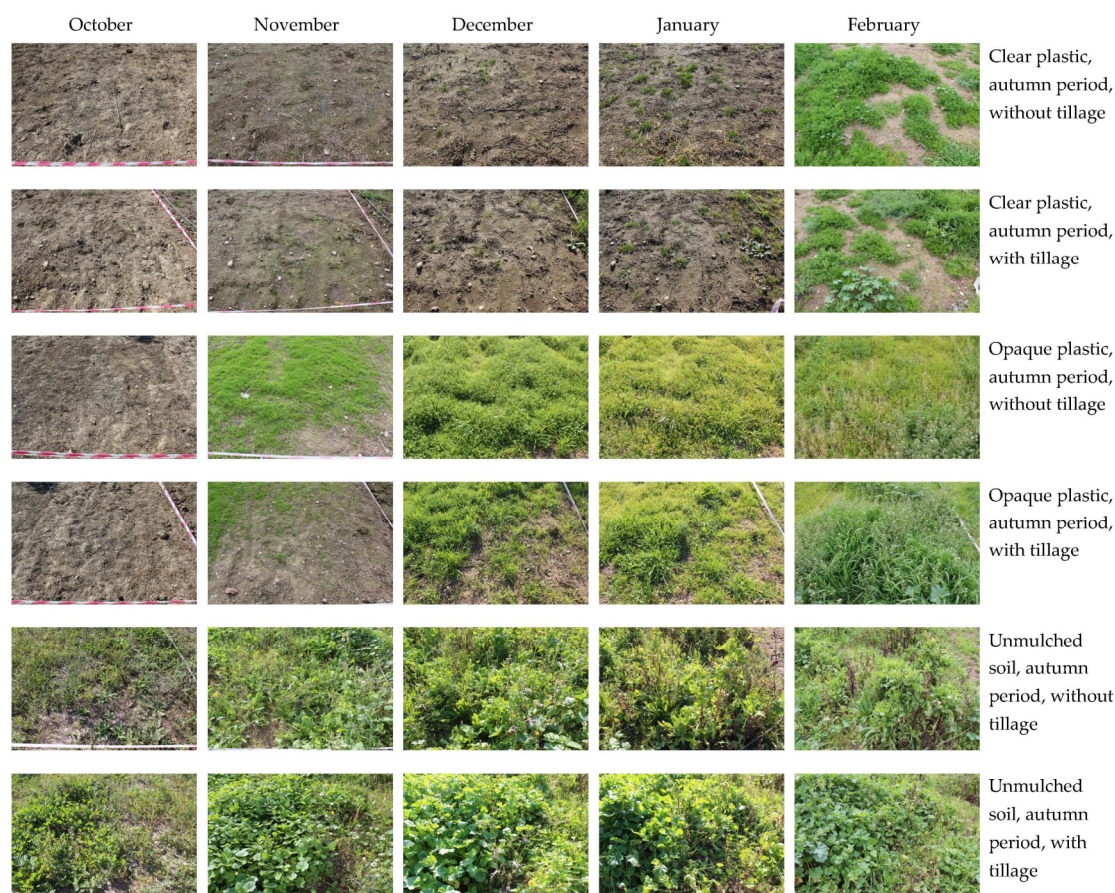 October November December January February
Clear plastic,
autumn period,
without tillage
Clear plastic,
autumn period,
with tillage
Opaque plastic,
autumn period,
without tillage
Opaque plastic,
autumn period,
with tillage
Unmulched
soil, autumn
period, without
tillage
Unmulched
soil, autumn
period, with
tillage